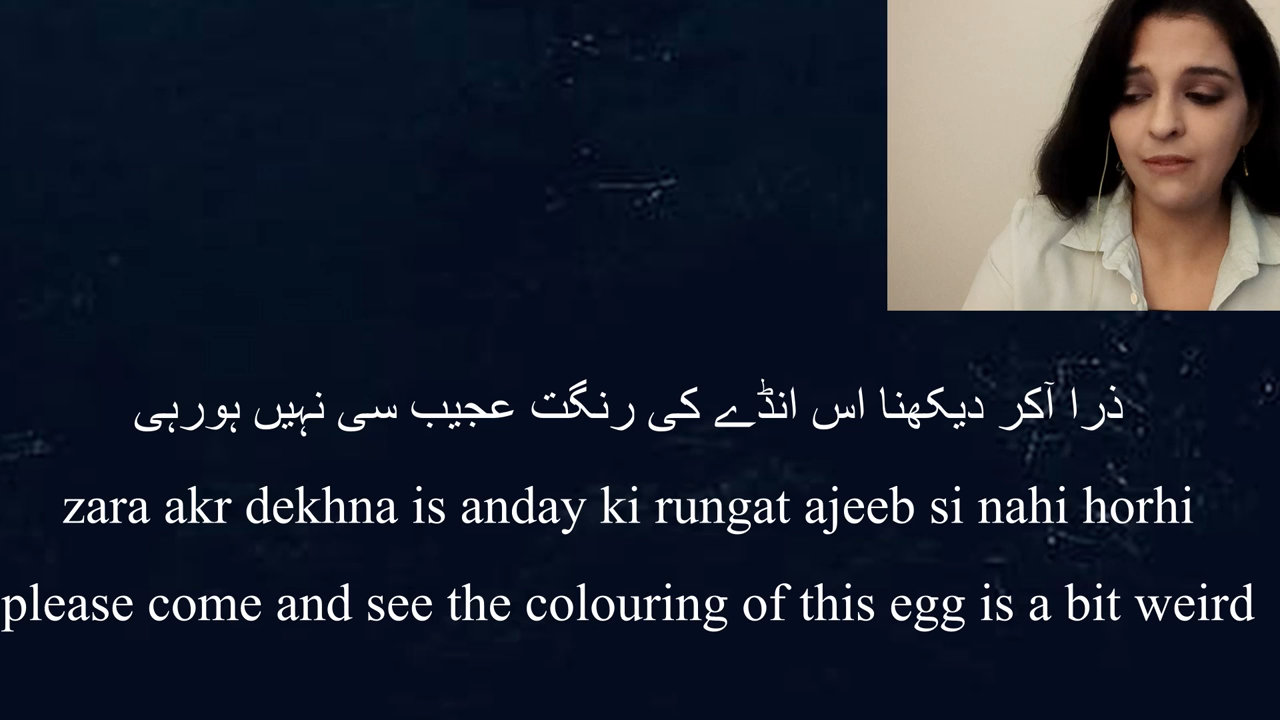 ذرا آکر دیکھنا اس انڈے کی رنگت عجیب سی نہیں ہورہی
zara akr dekhna is anday ki rungat ajeeb si nahi horhi
please come and see the colouring of this egg is a bit weird